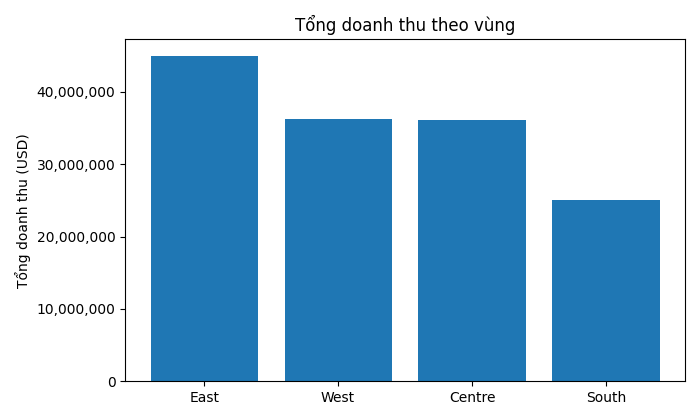 Tổng doanh thu theo vùng
Tổng doanh thu (USD)
40,000,000
30,000,000
20,000,000
10,000,000
0
East
West
Centre
South